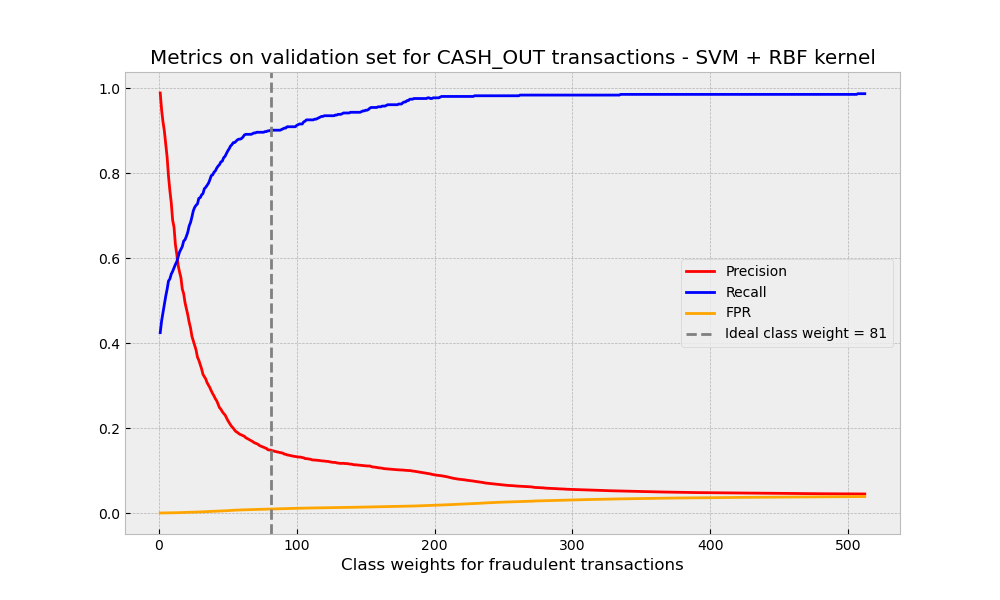 Metrics on validation set for CASH_OUT transactions - SVM + RBF kernel
1.0
0.8
0.6
0.4
0.2
0.0
Precision
Recall
FPR
Ideal class weight = 81
0 100 200 300 400 500
Class weights for fraudulent transactions